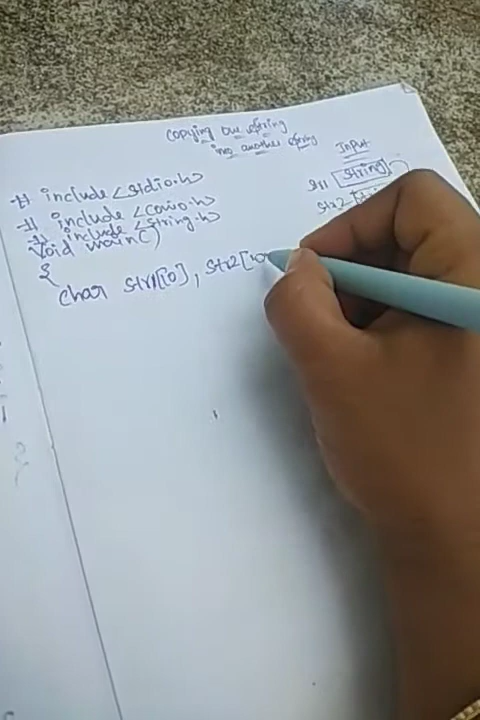 copying one string
into another string
Input
str1 string
str2
# include <stdio.h>
# include <conio.h>
# include <string.h>
void main()
{
char str1[10], str2[10